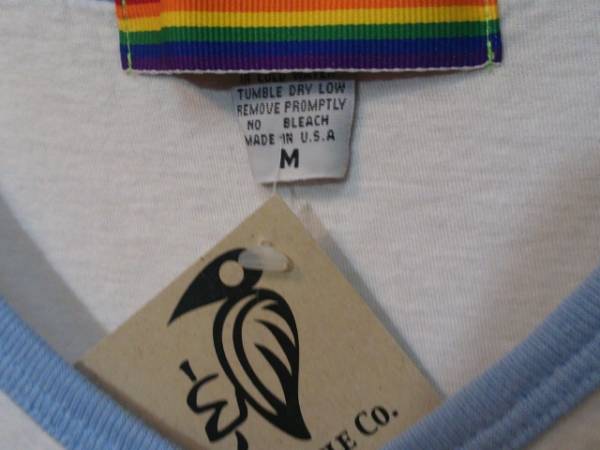 TUMBLE DRY LOW
REMOVE PROMPTLY
NO BLEACH
MADE IN U.S.A
M
Co.